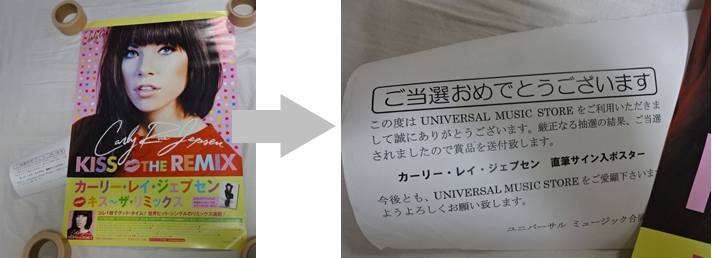 Carly Rae Jepsen
KISS THE REMIX
カーリー・レイ・ジェプセン
キス〜ザ・リミックス
ご当選おめでとうございます
この度は UNIVERSAL MUSIC STORE をご利用いただきま
して誠にありがとうございます。厳正なる抽選の結果、ご当選
されましたので賞品を送付致します。
カーリー・レイ・ジェプセン 直筆サイン入ポスター
今後とも、UNIVERSAL MUSIC STORE をご愛顧下さいます
ようよろしくお願い致します。
ユニバーサル ミュージック合同